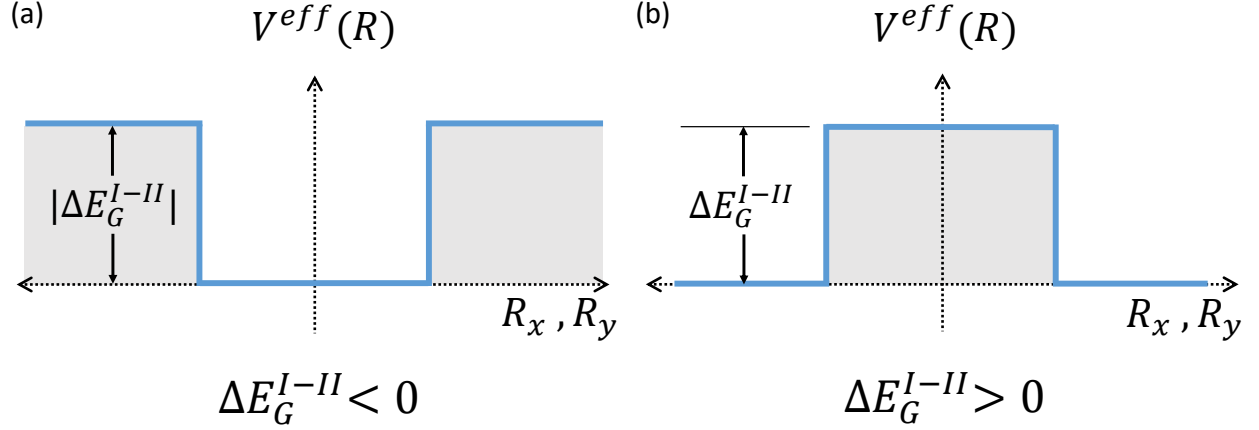 (a)
V^{eff}(R)
|ΔE_G^{I−II}|
R_x , R_y
ΔE_G^{I−II} < 0
(b)
V^{eff}(R)
ΔE_G^{I−II}
R_x , R_y
ΔE_G^{I−II} > 0